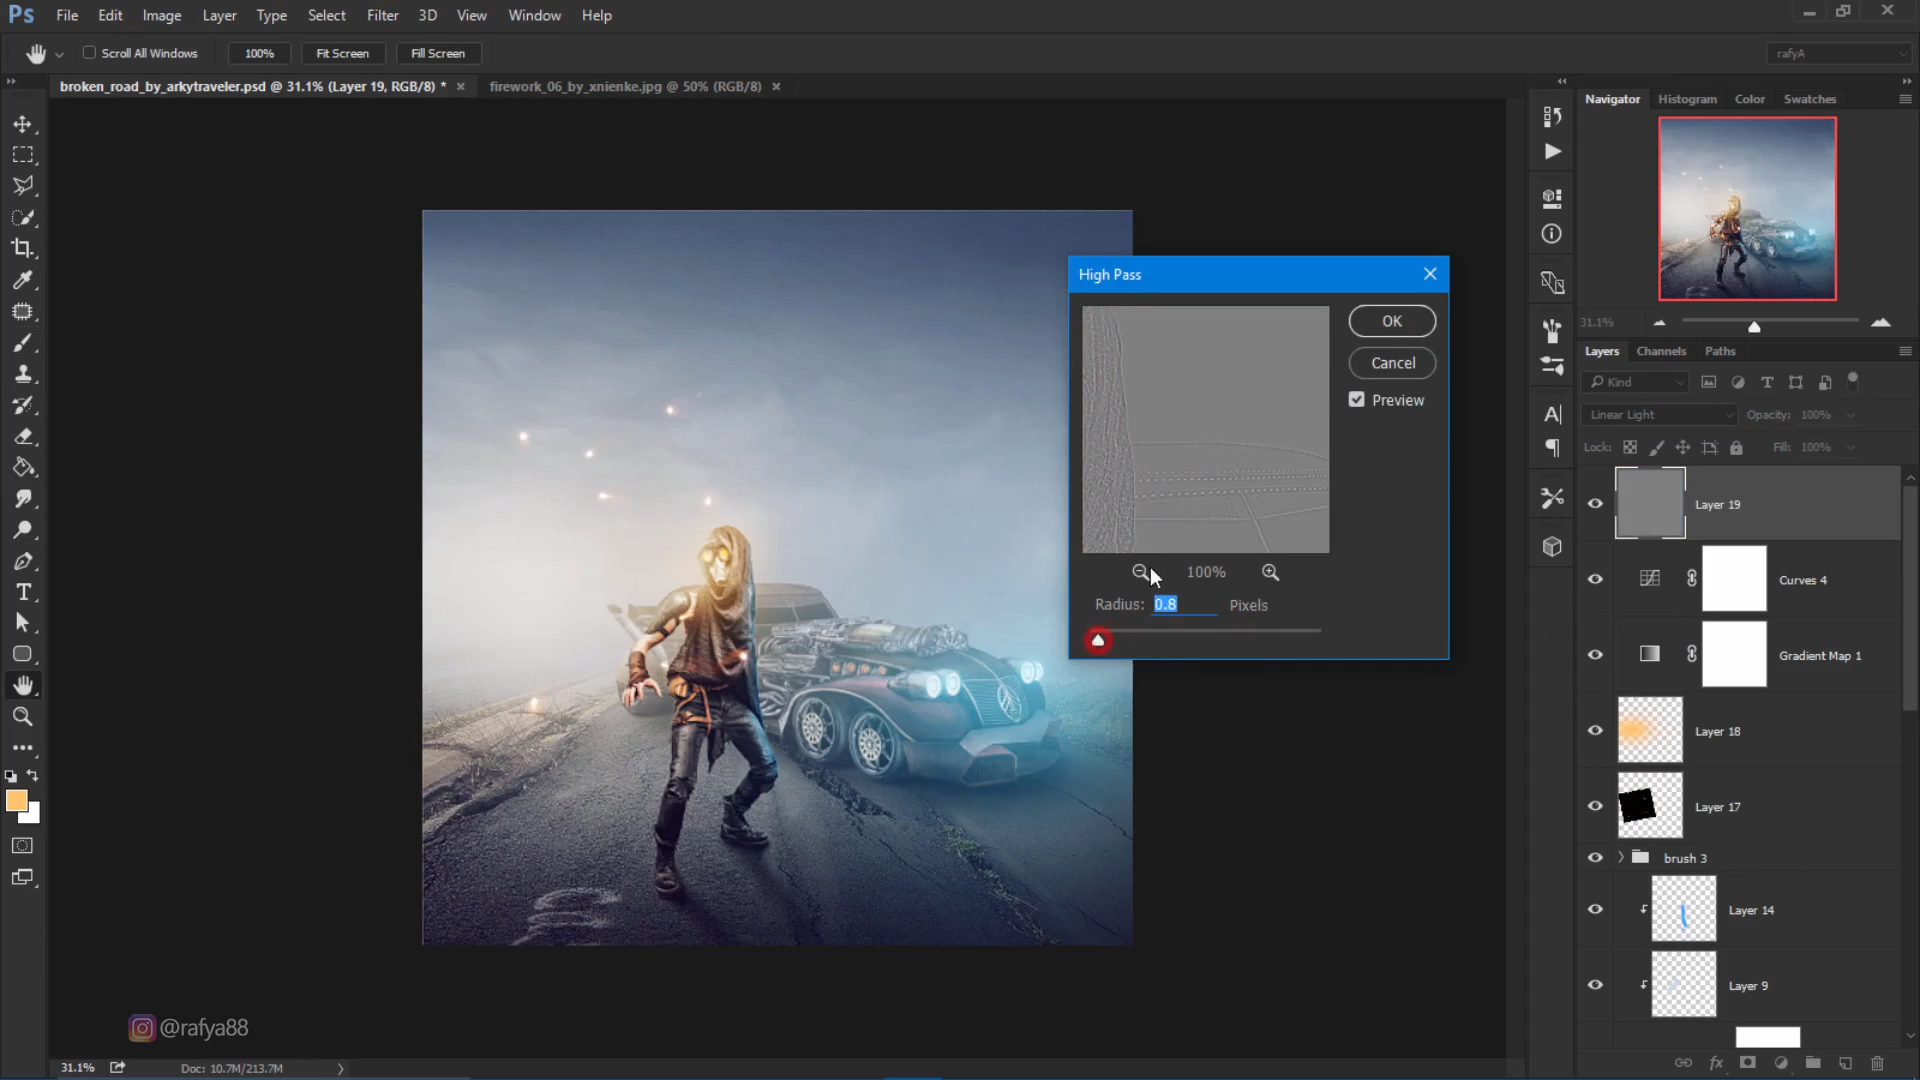 Ps File Edit Image Layer Type Select Filter 3D View Window Help
Scroll All Windows 100% Fit Screen Fill Screen rafyA
broken_road_by_arkytraveler.psd @ 31.1% (Layer 19, RGB/8) * firework_06_by_xnienke.jpg @ 50% (RGB/8)
Navigator Histogram Color Swatches
High Pass
OK
Cancel
Preview
100%
Radius: 0.8 Pixels
31.1%
Layers Channels Paths
Kind
Linear Light Opacity: 100%
Lock: Fill: 100%
Layer 19
Curves 4
Gradient Map 1
Layer 18
Layer 17
brush 3
Layer 14
Layer 9
@rafya88
31.1% Doc: 10.7M/213.7M